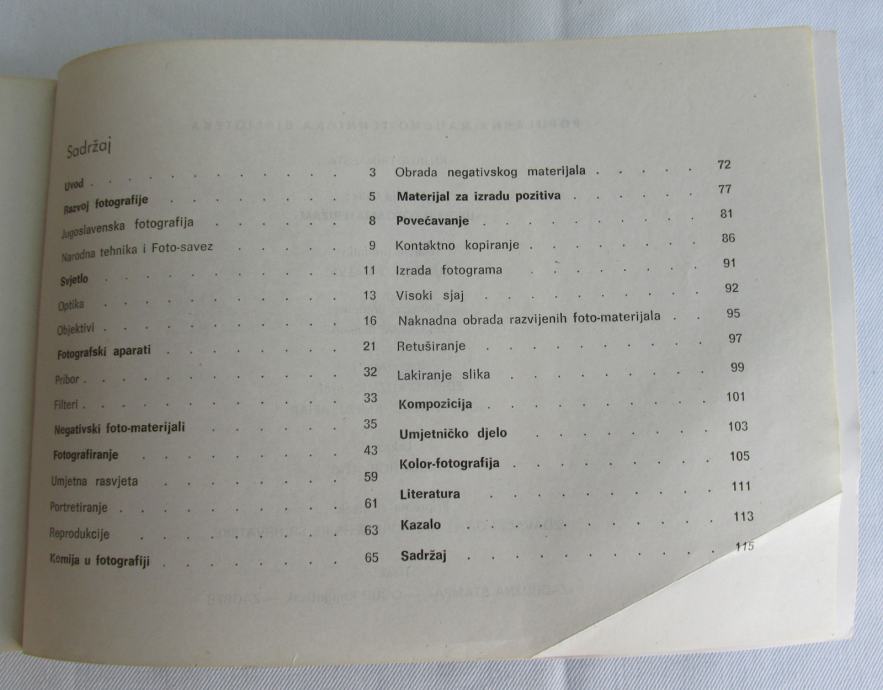 Sadržaj
Uvod . . . . . . . . . . . 3
Razvoj fotografije . . . . . . . . 5
Jugoslavenska fotografija . . . . . . 8
Narodna tehnika i Foto-savez . . . . . 9
Svjetlo . . . . . . . . . . 11
Optika . . . . . . . . . . 13
Objektivi . . . . . . . . . . 16
Fotografski aparati . . . . . . . . 21
Pribor . . . . . . . . . . . 32
Filteri . . . . . . . . . . . 33
Negativski foto-materijali . . . . . . 35
Fotografiranje . . . . . . . . . 43
Umjetna rasvjeta . . . . . . . . 59
Portretiranje . . . . . . . . . 61
Reprodukcije . . . . . . . . . 63
Kemija u fotografiji . . . . . . . 65
Obrada negativskog materijala . . . . . 72
Materijal za izradu pozitiva . . . . . . 77
Povećavanje . . . . . . . . . 81
Kontaktno kopiranje . . . . . . . . 86
Izrada fotograma . . . . . . . 91
Visoki sjaj . . . . . . . . . 92
Naknadna obrada razvijenih foto-materijala . . 95
Retuširanje . . . . . . . . . 97
Lakiranje slika . . . . . . . . 99
Kompozicija . . . . . . . . . 101
Umjetničko djelo . . . . . . . 103
Kolor-fotografija . . . . . . . . 105
Literatura . . . . . . . . . 111
Kazalo . . . . . . . . . . 113
Sadržaj . . . . . . . . . . 115